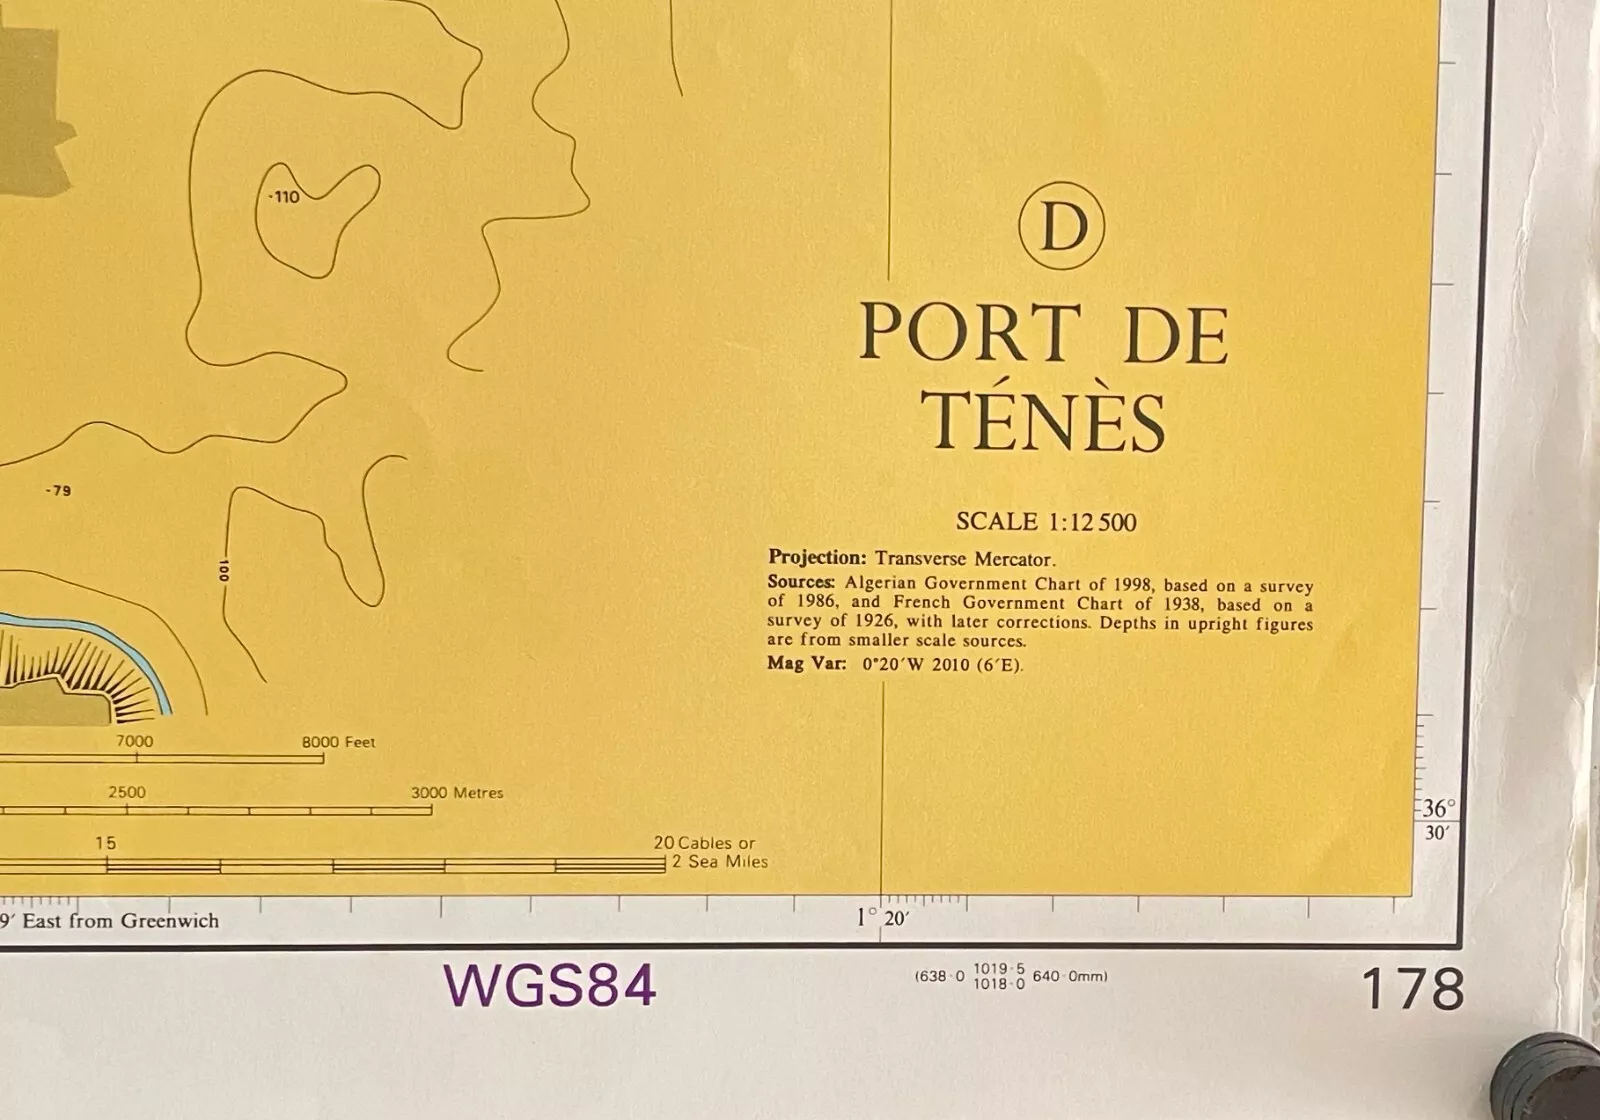 ·110
D
PORT DE
TÉNÈS
·79
SCALE 1:12 500
Projection: Transverse Mercator.
Sources: Algerian Government Chart of 1998, based on a survey
of 1986, and French Government Chart of 1938, based on a
survey of 1926, with later corrections. Depths in upright figures
are from smaller scale sources.
Mag Var: 0°20′W 2010 (6′E).
100
7000 8000 Feet
2500 3000 Metres
15 20 Cables or
2 Sea Miles
36°
30′
9′ East from Greenwich
1° 20′
WGS84
(638·0 1019·5 640·0mm)
1018·0
178